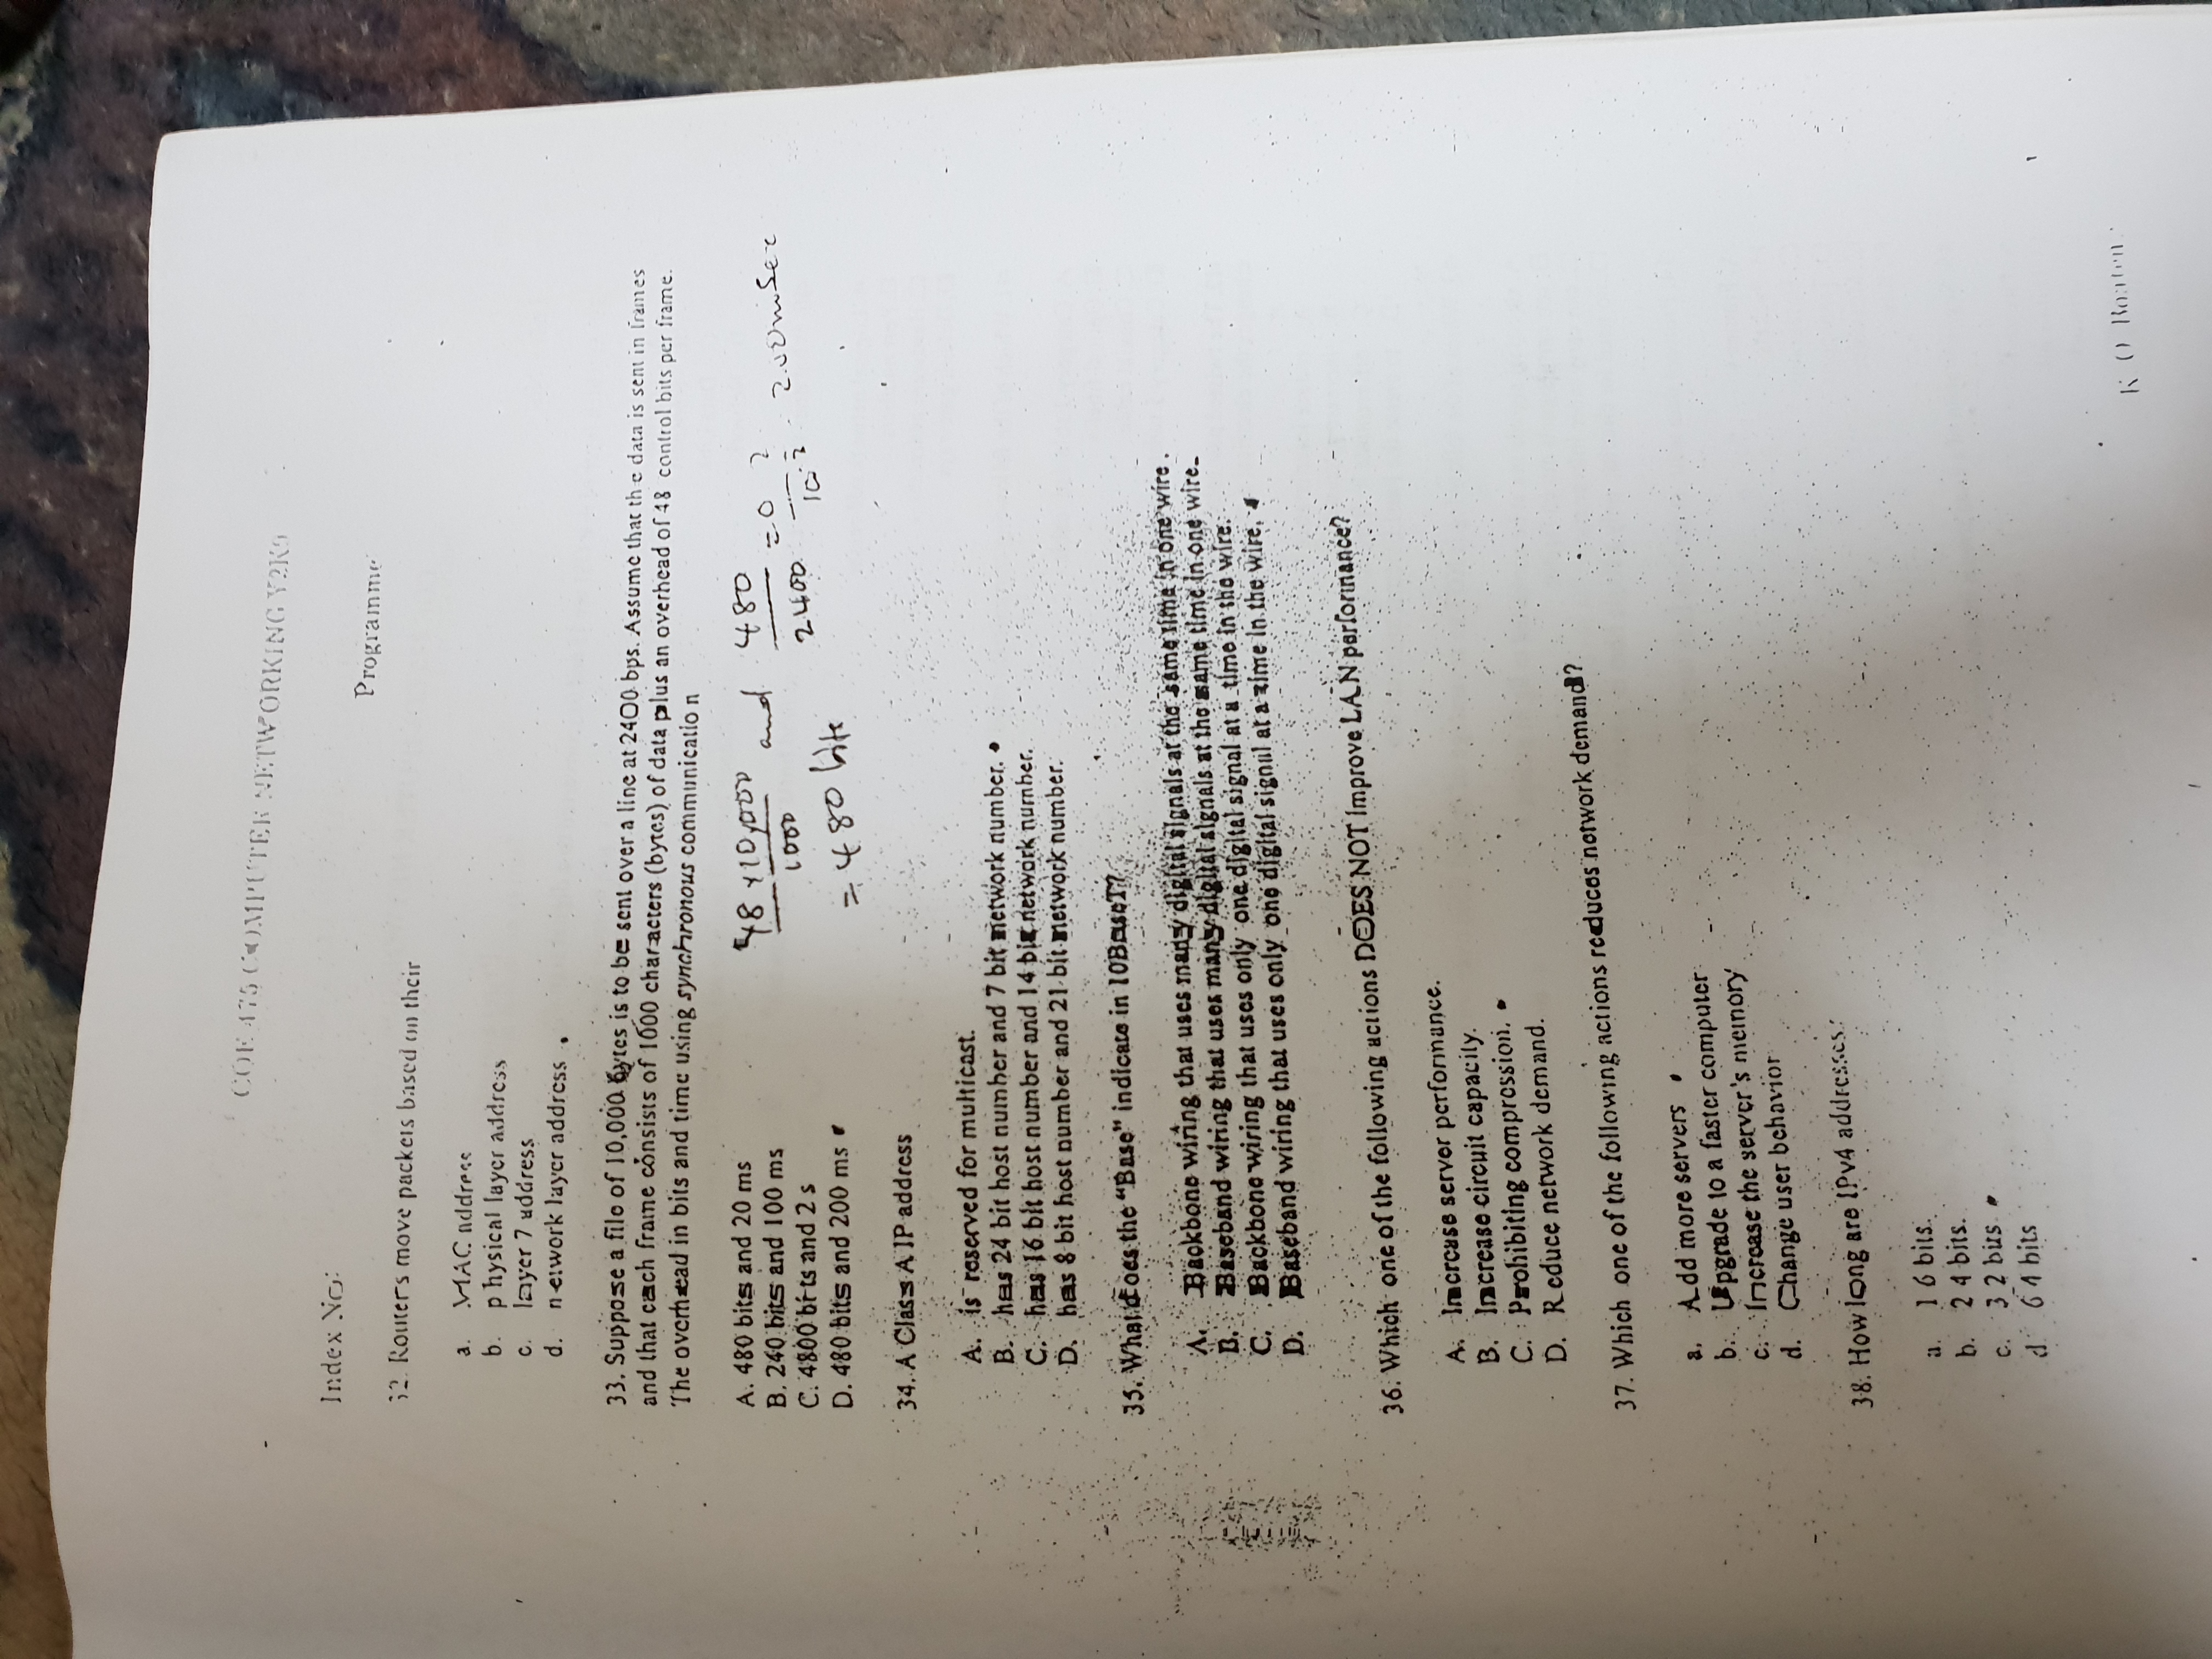 COE 475 COMPUTER NETWORKING Y2K9
Index No:
Programme
32. Routers move packets based on their
a. MAC address
b. physical layer address
c. layer 7 address
d. network layer address
33. Suppose a file of 10,000 bytes is to be sent over a line at 2400 bps. Assume that the data is sent in frames
and that each frame consists of 1000 characters (bytes) of data plus an overhead of 48 control bits per frame.
The overhead in bits and time using synchronous communication
A. 480 bits and 20 ms
B. 240 bits and 100 ms
C. 4800 bits and 2 s
D. 480 bits and 200 ms
48 x 10,000
1000
and 480
2400
= 480 bits
34. A Class A IP address
A. is reserved for multicast.
B. has 24 bit host number and 7 bit network number.
C. has 16 bit host number and 14 bit network number.
D. has 8 bit host number and 21 bit network number.
35. What does the "Base" indicate in 10BaseT?
A. Backbone wiring that uses many digital signals at the same time in one wire.
B. Baseband wiring that uses many digital signals at the same time in one wire.
C. Backbone wiring that uses only one digital signal at a time in the wire.
D. Baseband wiring that uses only one digital signal at a time in the wire.
36. Which one of the following actions DOES NOT improve LAN performance?
A. Increase server performance.
B. Increase circuit capacity.
C. Prohibiting compression.
D. Reduce network demand.
37. Which one of the following actions reduces network demand?
a. Add more servers
b. Upgrade to a faster computer
c. Increase the server's memory
d. Change user behavior
38. How long are IPv4 addresses?
a. 16 bits.
b. 24 bits.
c. 32 bits
d 64 bits
K O Boaten